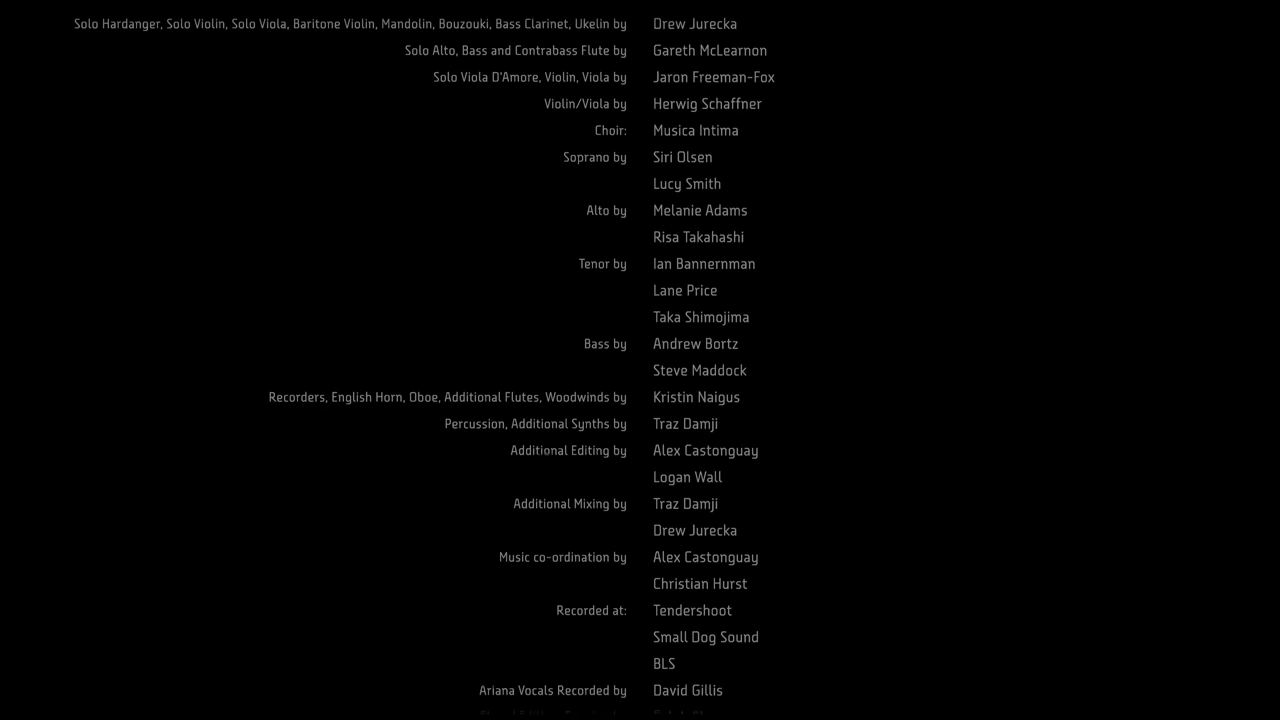 Solo Hardanger, Solo Violin, Solo Viola, Baritone Violin, Mandolin, Bouzouki, Bass Clarinet, Ukelin by Drew Jurecka
Solo Alto, Bass and Contrabass Flute by Gareth McLearnon
Solo Viola D'Amore, Violin, Viola by Jaron Freeman-Fox
Violin/Viola by Herwig Schaffner
Choir: Musica Intima
Soprano by Siri Olsen
Lucy Smith
Alto by Melanie Adams
Risa Takahashi
Tenor by Ian Bannernman
Lane Price
Taka Shimojima
Bass by Andrew Bortz
Steve Maddock
Recorders, English Horn, Oboe, Additional Flutes, Woodwinds by Kristin Naigus
Percussion, Additional Synths by Traz Damji
Additional Editing by Alex Castonguay
Logan Wall
Additional Mixing by Traz Damji
Drew Jurecka
Music co-ordination by Alex Castonguay
Christian Hurst
Recorded at: Tendershoot
Small Dog Sound
BLS
Ariana Vocals Recorded by David Gillis